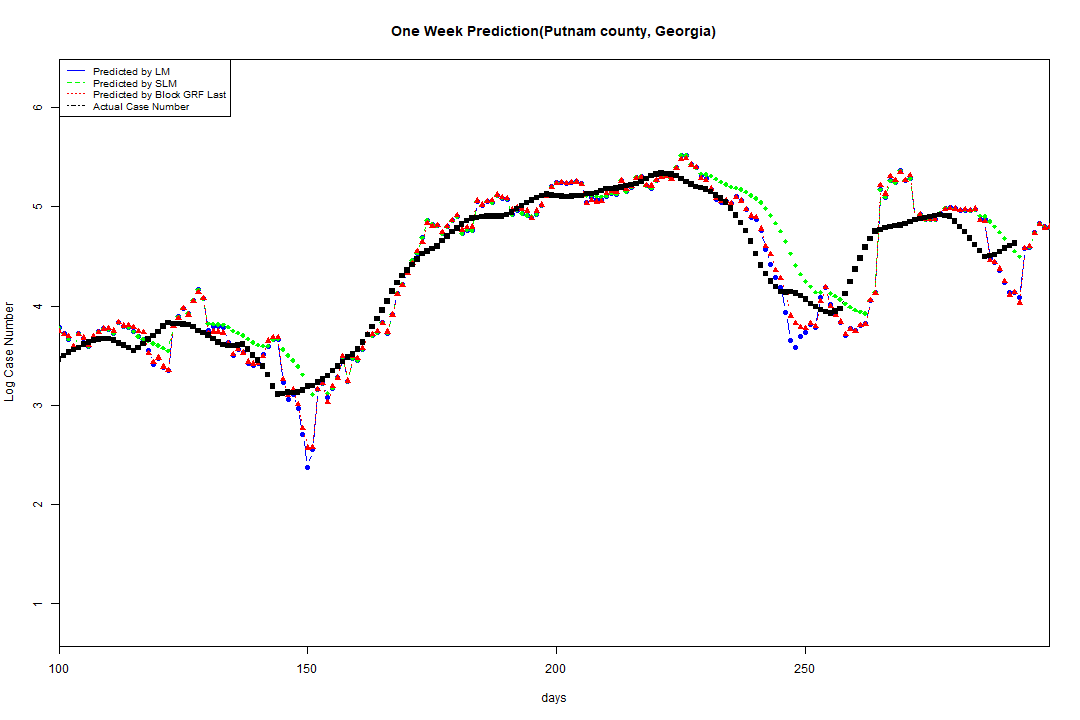 One Week Prediction(Putnam county, Georgia)
Predicted by LM
Predicted by SLM
Predicted by Block GRF Last
Actual Case Number
Log Case Number
6
5
4
3
2
1
100 150 200 250
days